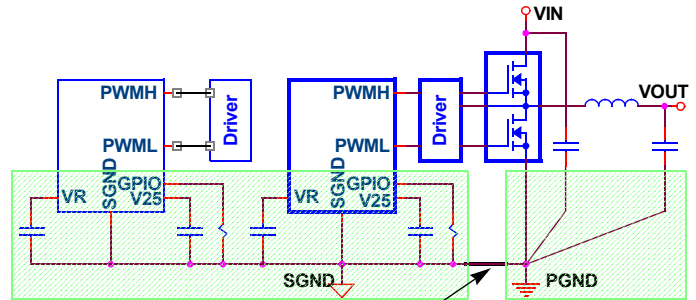 VIN
PWMH
Driver
PWML
SGND
GPIO
VR
V25
PWMH
Driver
PWML
SGND
GPIO
VR
V25
VOUT
SGND
PGND